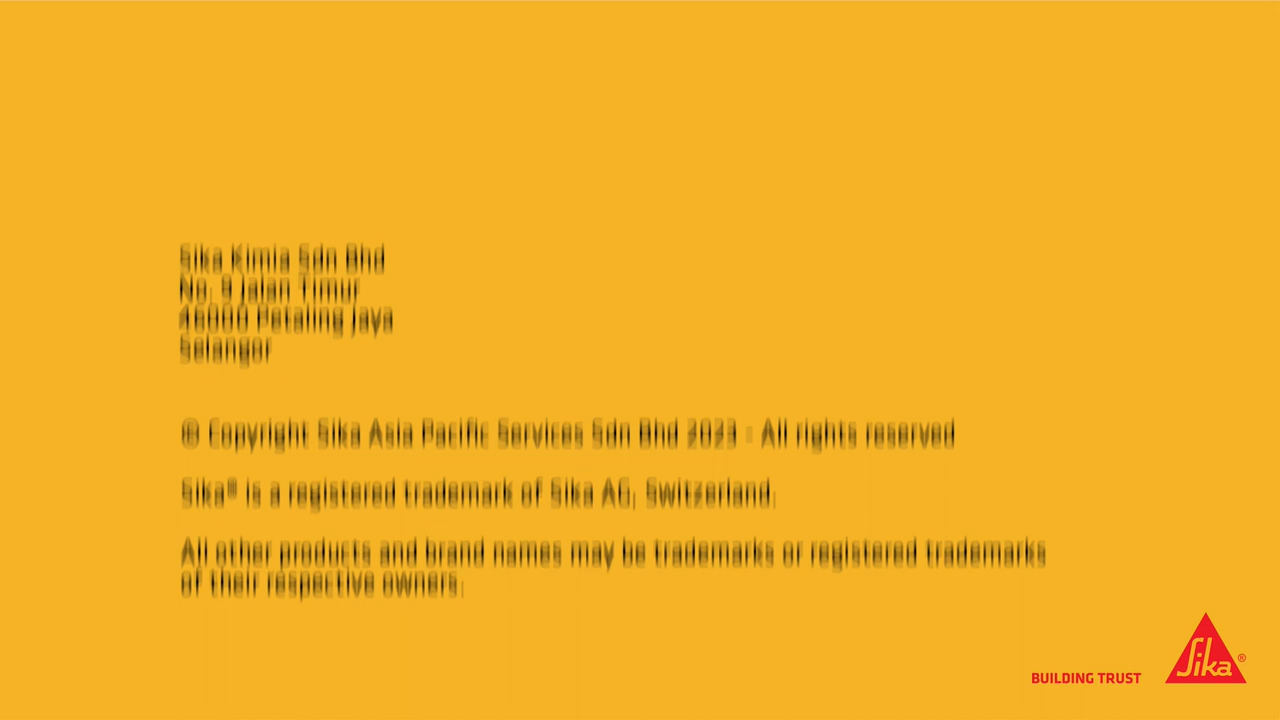 Sika Kimia Sdn Bhd
No. 9 Jalan Timur
46000 Petaling Jaya
Selangor
© Copyright Sika Asia Pacific Services Sdn Bhd 2023 - All rights reserved
Sika® is a registered trademark of Sika AG, Switzerland.
All other products and brand names may be trademarks or registered trademarks
of their respective owners.
BUILDING TRUST
Sika®